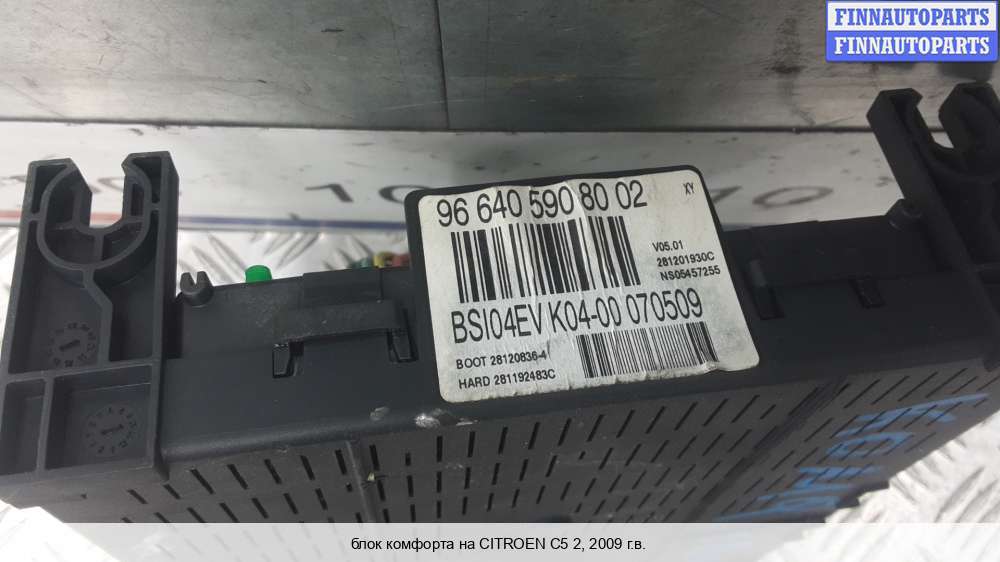 FINNAUTOPARTS
FINNAUTOPARTS
96 640 590 80 02
XY
V05.01
281201930C
NS05457255
BSI04EV K04-00 070509
BOOT 28120836-4
HARD 281192483C
блок комфорта на CITROEN C5 2, 2009 г.в.